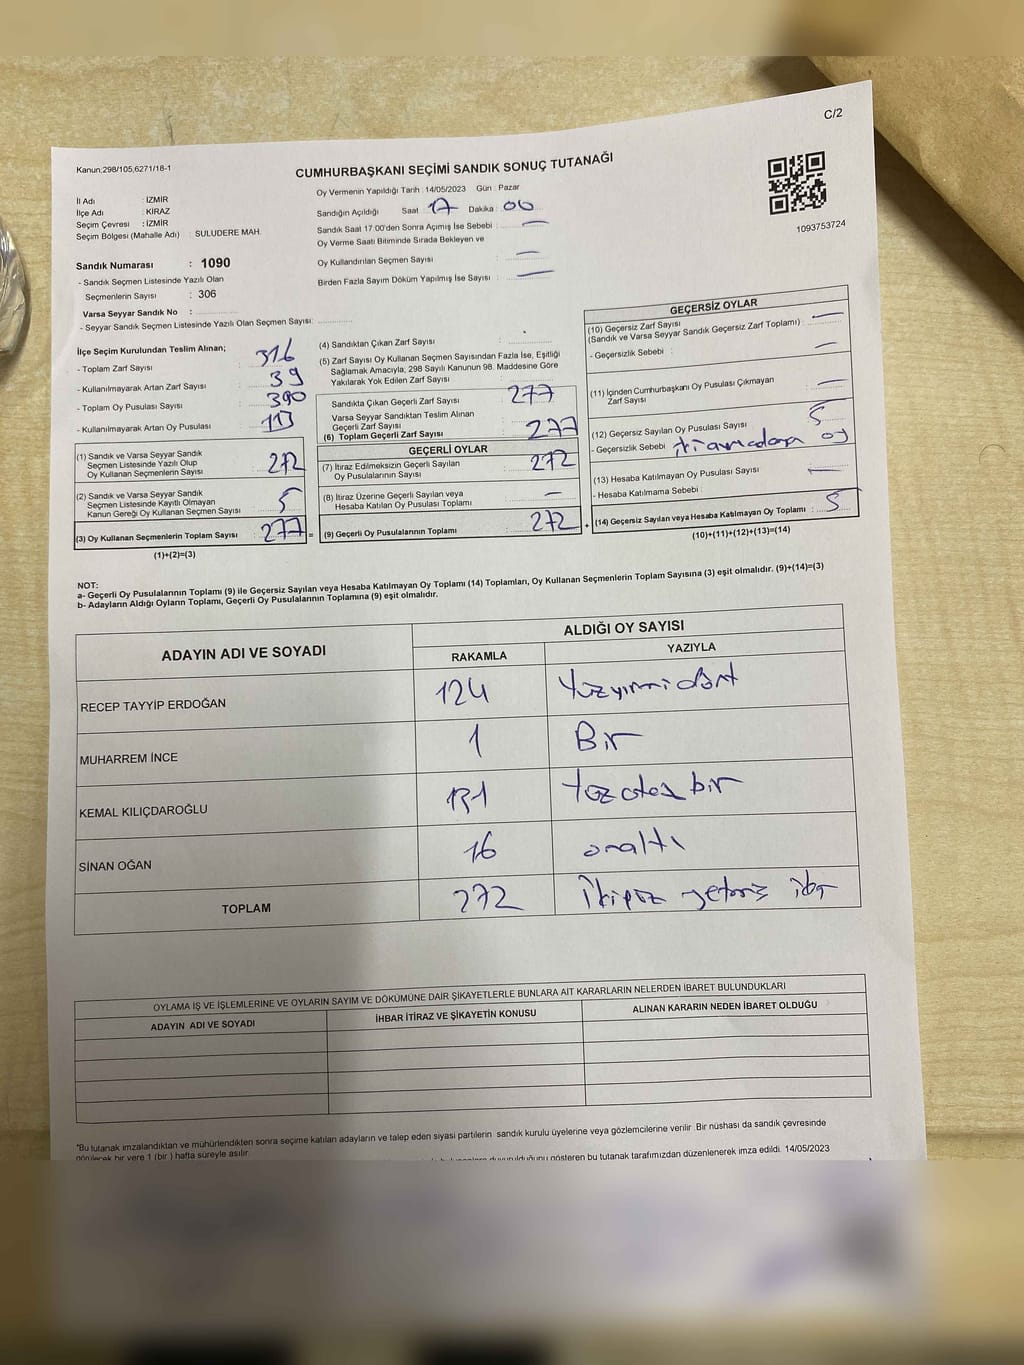 C/2
Kanun;298/105,6271/18-1
CUMHURBAŞKANI SEÇİMİ SANDIK SONUÇ TUTANAĞI
İl Adı : İZMİR
İlçe Adı : KİRAZ
Seçim Çevresi : İZMİR
Seçim Bölgesi (Mahalle Adı) : SULUDERE MAH.
Sandık Numarası : 1090
- Sandık Seçmen Listesinde Yazılı Olan
Seçmenlerin Sayısı : 306
Varsa Seyyar Sandık No :
- Seyyar Sandık Seçmen Listesinde Yazılı Olan Seçmen Sayısı:
Oy Vermenin Yapıldığı Tarih : 14/05/2023 Gün : Pazar
Sandığın Açıldığı Saat : 17 Dakika : 00
Sandık Saat 17:00'den Sonra Açımış İse Sebebi : —
Oy Verme Saati Bitiminde Sırada Bekleyen ve
Oy Kullandırılan Seçmen Sayısı : —
Birden Fazla Sayım Döküm Yapılmış İse Sayısı : —
1093753724
İlçe Seçim Kurulundan Teslim Alınan;
- Toplam Zarf Sayısı : 316
- Kullanılmayarak Artan Zarf Sayısı : 39
- Toplam Oy Pusulası Sayısı : 390
- Kullanılmayarak Artan Oy Pusulası : 113
(1) Sandık ve Varsa Seyyar Sandık
Seçmen Listesinde Yazılı Olup
Oy Kullanan Seçmenlerin Sayısı : 272
(2) Sandık ve Varsa Seyyar Sandık
Seçmen Listesinde Kayıtlı Olmayan
Kanun Gereği Oy Kullanan Seçmen Sayısı : 5
(3) Oy Kullanan Seçmenlerin Toplam Sayısı : 277 =
(1)+(2)=(3)
(4) Sandıktan Çıkan Zarf Sayısı :
(5) Zarf Sayısı Oy Kullanan Seçmen Sayısından Fazla İse, Eşitliği
Sağlamak Amacıyla, 298 Sayılı Kanunun 98. Maddesine Göre
Yakılarak Yok Edilen Zarf Sayısı :
Sandıkta Çıkan Geçerli Zarf Sayısı : 277
Varsa Seyyar Sandıktan Teslim Alınan
Geçerli Zarf Sayısı
(6) Toplam Geçerli Zarf Sayısı : 277
GEÇERLİ OYLAR
(7) İtiraz Edilmeksizin Geçerli Sayılan
Oy Pusulalarının Sayısı : 272
(8) İtiraz Üzerine Geçerli Sayılan veya
Hesaba Katılan Oy Pusulası Toplamı : —
(9) Geçerli Oy Pusulalarının Toplamı : 272 +
GEÇERSİZ OYLAR
(10) Geçersiz Zarf Sayısı
(Sandık ve Varsa Seyyar Sandık Geçersiz Zarf Toplamı) : —
- Geçersizlik Sebebi : —
(11) İçinden Cumhurbaşkanı Oy Pusulası Çıkmayan
Zarf Sayısı : —
(12) Geçersiz Sayılan Oy Pusulası Sayısı : 5
- Geçersizlik Sebebi oy
(13) Hesaba Katılmayan Oy Pusulası Sayısı : —
- Hesaba Katılmama Sebebi :
(14) Geçersiz Sayılan veya Hesaba Katılmayan Oy Toplamı : 5
(10)+(11)+(12)+(13)=(14)
NOT:
a- Geçerli Oy Pusulalarının Toplamı (9) ile Geçersiz Sayılan veya Hesaba Katılmayan Oy Toplamı (14) Toplamları, Oy Kullanan Seçmenlerin Toplam Sayısına (3) eşit olmalıdır. (9)+(14)=(3)
b- Adayların Aldığı Oyların Toplamı, Geçerli Oy Pusulalarının Toplamına (9) eşit olmalıdır.
ADAYIN ADI VE SOYADI
ALDIĞI OY SAYISI
RAKAMLA YAZIYLA
RECEP TAYYİP ERDOĞAN 124 Yüzyirmi dört
MUHARREM İNCE 1 Bir
KEMAL KILIÇDAROĞLU 131 Yüz otuz bir
SİNAN OĞAN 16 onaltı
TOPLAM 272 İkiyüz yetmiş iki
OYLAMA İŞ VE İŞLEMLERİNE VE OYLARIN SAYIM VE DÖKÜMÜNE DAİR ŞİKAYETLERLE BUNLARA AİT KARARLARIN NELERDEN İBARET BULUNDUKLARI
ADAYIN ADI VE SOYADI İHBAR İTİRAZ VE ŞİKAYETİN KONUSU ALINAN KARARIN NEDEN İBARET OLDUĞU
*Bu tutanak imzalandıktan ve mühürlendikten sonra seçime katılan adayların ve talep eden siyasi partilerin sandık kurulu üyelerine veya gözlemcilerine verilir Bir nüshası da sandık çevresinde
görülecek bir yere 1 (bir ) hafta süreyle asılır.
duyurulduğunu gösteren bu tutanak tarafımızdan düzenlenerek imza edildi. 14/05/2023